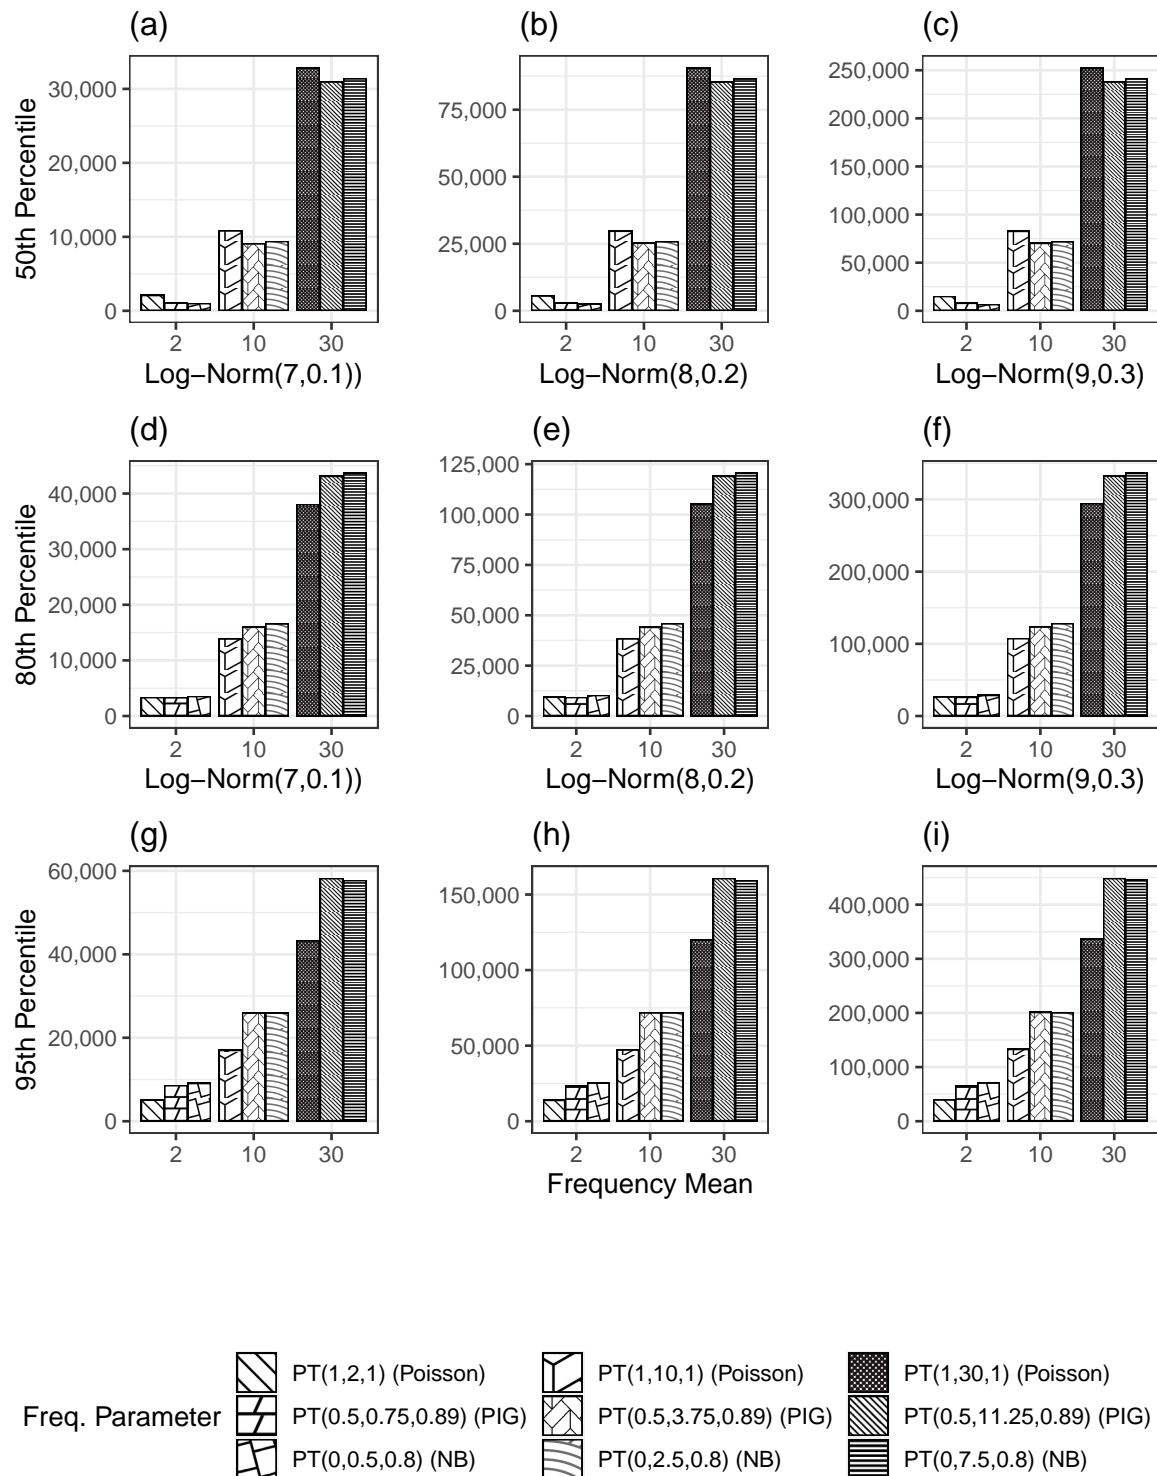 (a) (b) (c)
50th Percentile
30,000
20,000
10,000
0
2 10 30
Log−Norm(7,0.1))
75,000
50,000
25,000
0
2 10 30
Log−Norm(8,0.2)
250,000
200,000
150,000
100,000
50,000
0
2 10 30
Log−Norm(9,0.3)
(d) (e) (f)
80th Percentile
40,000
30,000
20,000
10,000
0
2 10 30
Log−Norm(7,0.1))
125,000
100,000
75,000
50,000
25,000
0
2 10 30
Log−Norm(8,0.2)
300,000
200,000
100,000
0
2 10 30
Log−Norm(9,0.3)
(g) (h) (i)
95th Percentile
60,000
40,000
20,000
0
2 10 30
150,000
100,000
50,000
0
2 10 30
Frequency Mean
400,000
300,000
200,000
100,000
0
2 10 30
Freq. Parameter
PT(1,2,1) (Poisson)
PT(0.5,0.75,0.89) (PIG)
PT(0,0.5,0.8) (NB)
PT(1,10,1) (Poisson)
PT(0.5,3.75,0.89) (PIG)
PT(0,2.5,0.8) (NB)
PT(1,30,1) (Poisson)
PT(0.5,11.25,0.89) (PIG)
PT(0,7.5,0.8) (NB)